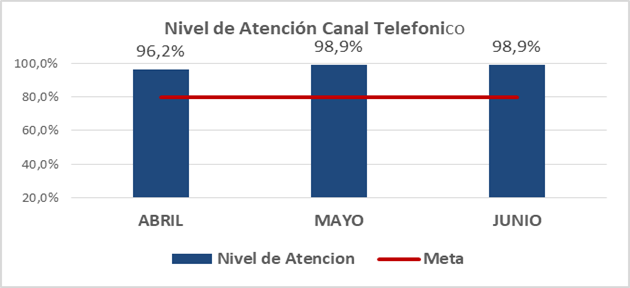 Nivel de Atención Canal Telefonico
96,2% 98,9% 98,9%
100,0%
80,0%
60,0%
40,0%
20,0%
ABRIL MAYO JUNIO
Nivel de Atencion Meta